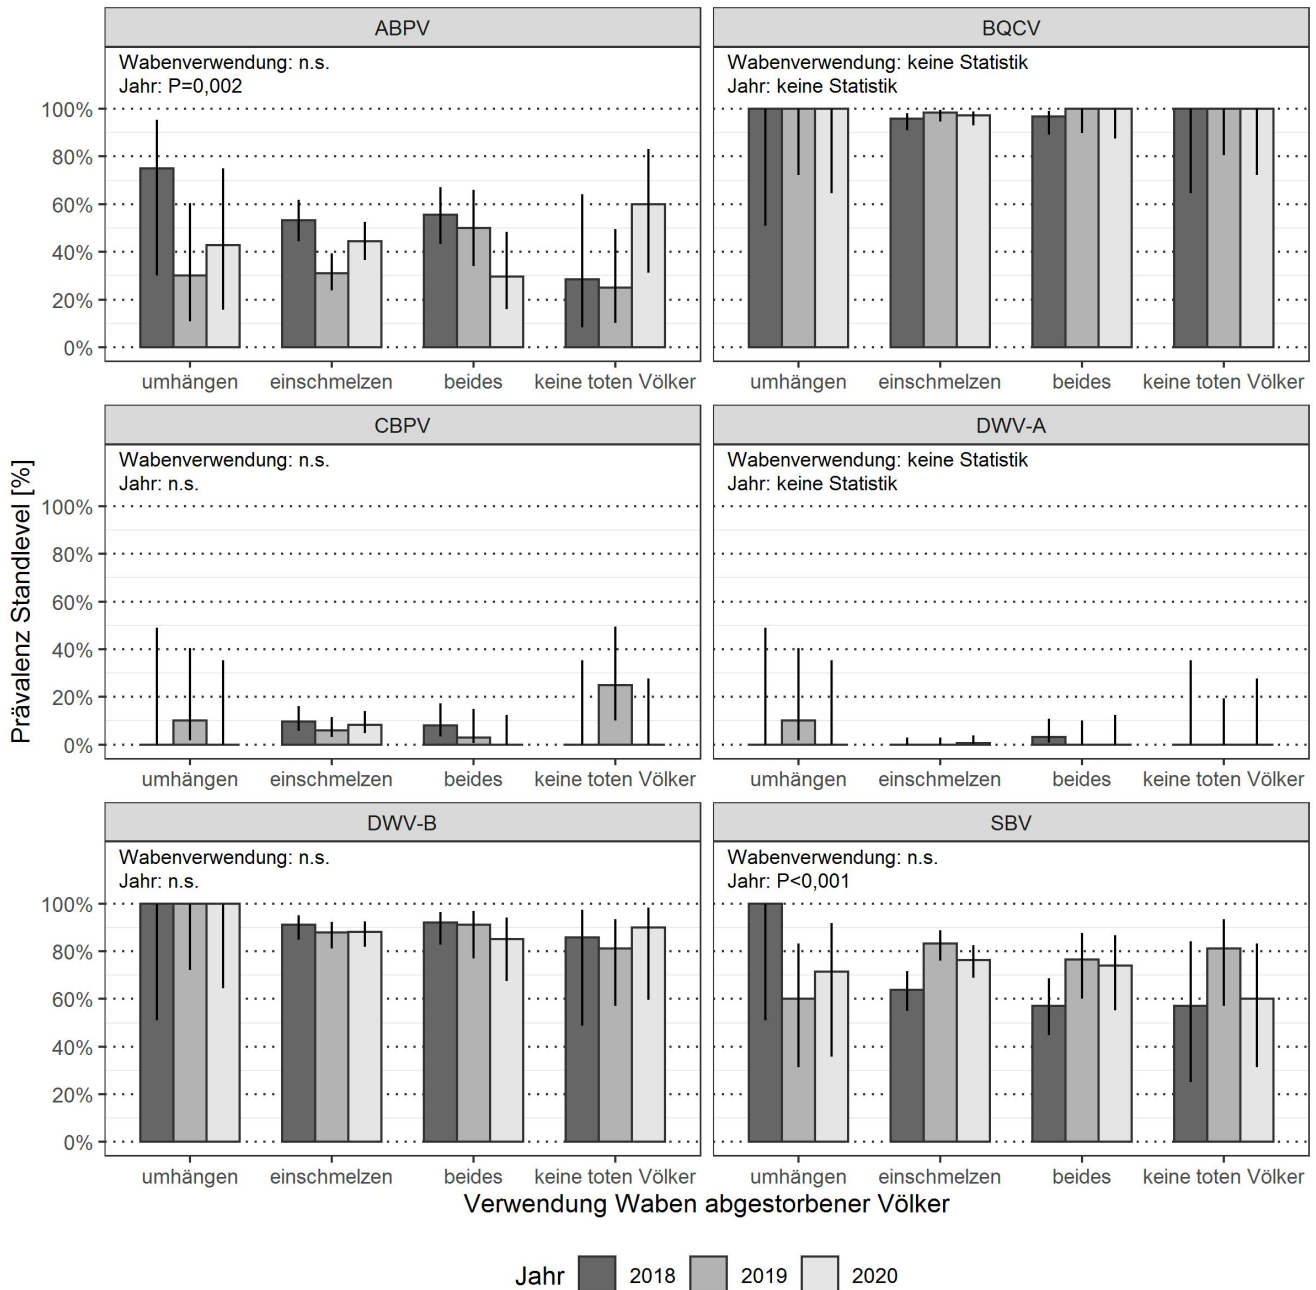 ABPV
BQCV
Wabenverwendung: n.s.
Jahr: P=0,002
Wabenverwendung: keine Statistik
Jahr: keine Statistik
100%
80%
60%
40%
20%
0%
umhängen einschmelzen beides keine toten Völker
umhängen einschmelzen beides keine toten Völker
CBPV
DWV-A
Wabenverwendung: n.s.
Jahr: n.s.
Wabenverwendung: keine Statistik
Jahr: keine Statistik
Prävalenz Standlevel [%]
100%
80%
60%
40%
20%
0%
umhängen einschmelzen beides keine toten Völker
umhängen einschmelzen beides keine toten Völker
DWV-B
SBV
Wabenverwendung: n.s.
Jahr: n.s.
Wabenverwendung: n.s.
Jahr: P<0,001
100%
80%
60%
40%
20%
0%
umhängen einschmelzen beides keine toten Völker
umhängen einschmelzen beides keine toten Völker
Verwendung Waben abgestorbener Völker
Jahr 2018 2019 2020